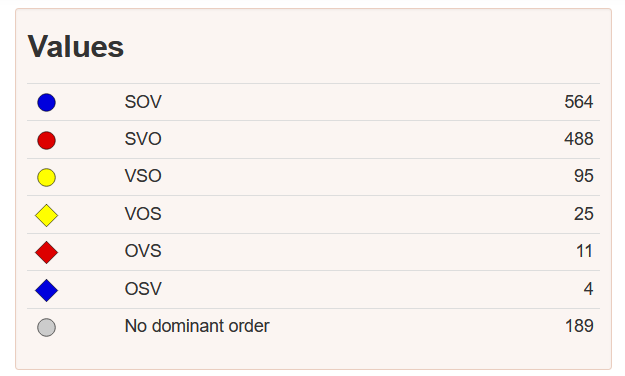 Values
SOV 564
SVO 488
VSO 95
VOS 25
OVS 11
OSV 4
No dominant order 189